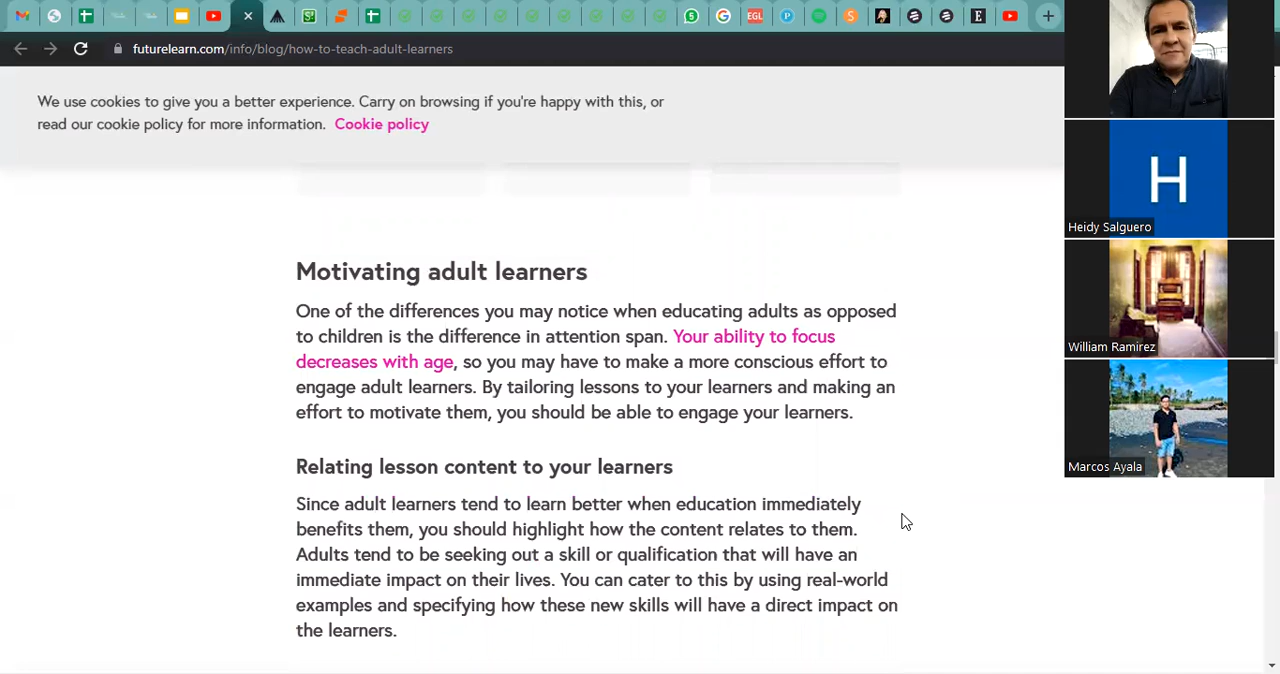 futurelearn.com/info/blog/how-to-teach-adult-learners
We use cookies to give you a better experience. Carry on browsing if you're happy with this, or
read our cookie policy for more information. Cookie policy
Motivating adult learners
One of the differences you may notice when educating adults as opposed
to children is the difference in attention span. Your ability to focus
decreases with age, so you may have to make a more conscious effort to
engage adult learners. By tailoring lessons to your learners and making an
effort to motivate them, you should be able to engage your learners.
Relating lesson content to your learners
Since adult learners tend to learn better when education immediately
benefits them, you should highlight how the content relates to them.
Adults tend to be seeking out a skill or qualification that will have an
immediate impact on their lives. You can cater to this by using real-world
examples and specifying how these new skills will have a direct impact on
the learners.
H
Heidy Salguero
William Ramirez
Marcos Ayala